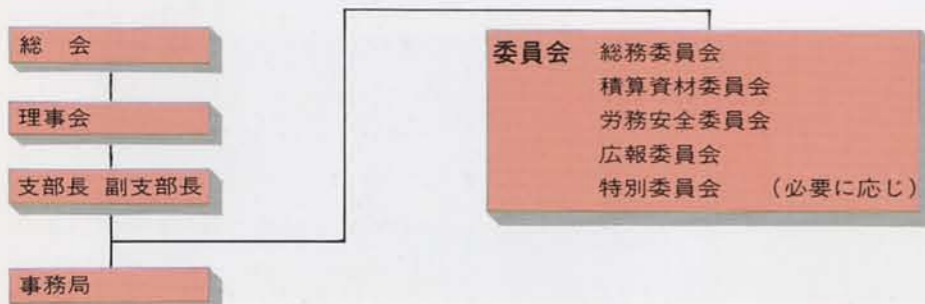 総　会
理事会
支部長 副支部長
事務局
委員会 総務委員会
積算資材委員会
労務安全委員会
広報委員会
特別委員会 （必要に応じ）